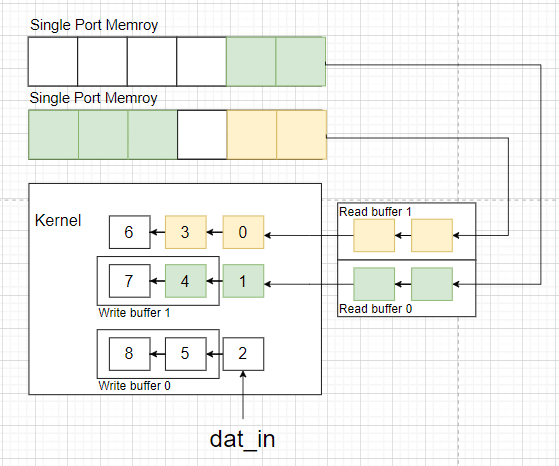 Single Port Memroy
Single Port Memroy
Kernel
6 3 0
7 4 1
Write buffer 1
8 5 2
Write buffer 0
Read buffer 1
Read buffer 0
dat_in